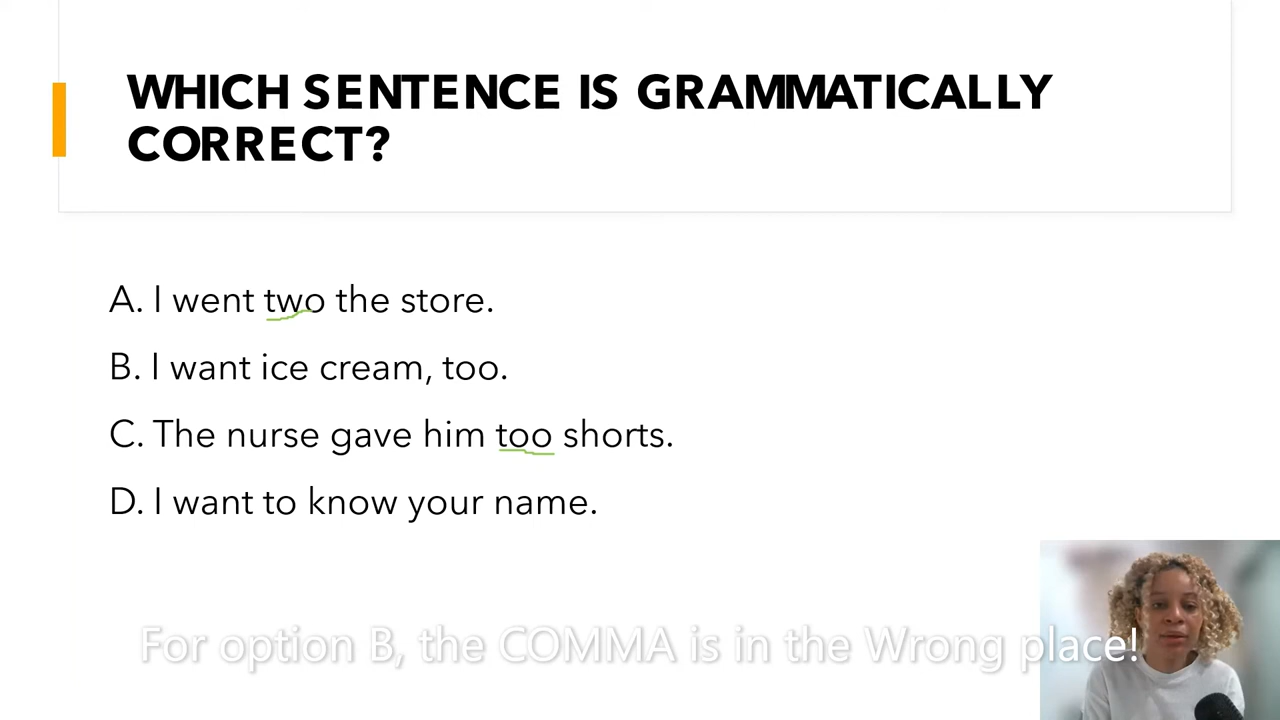 WHICH SENTENCE IS GRAMMATICALLY
CORRECT?
A. I went two the store.
B. I want ice cream, too.
C. The nurse gave him too shorts.
D. I want to know your name.
For option B, the COMMA is in the Wrong place!